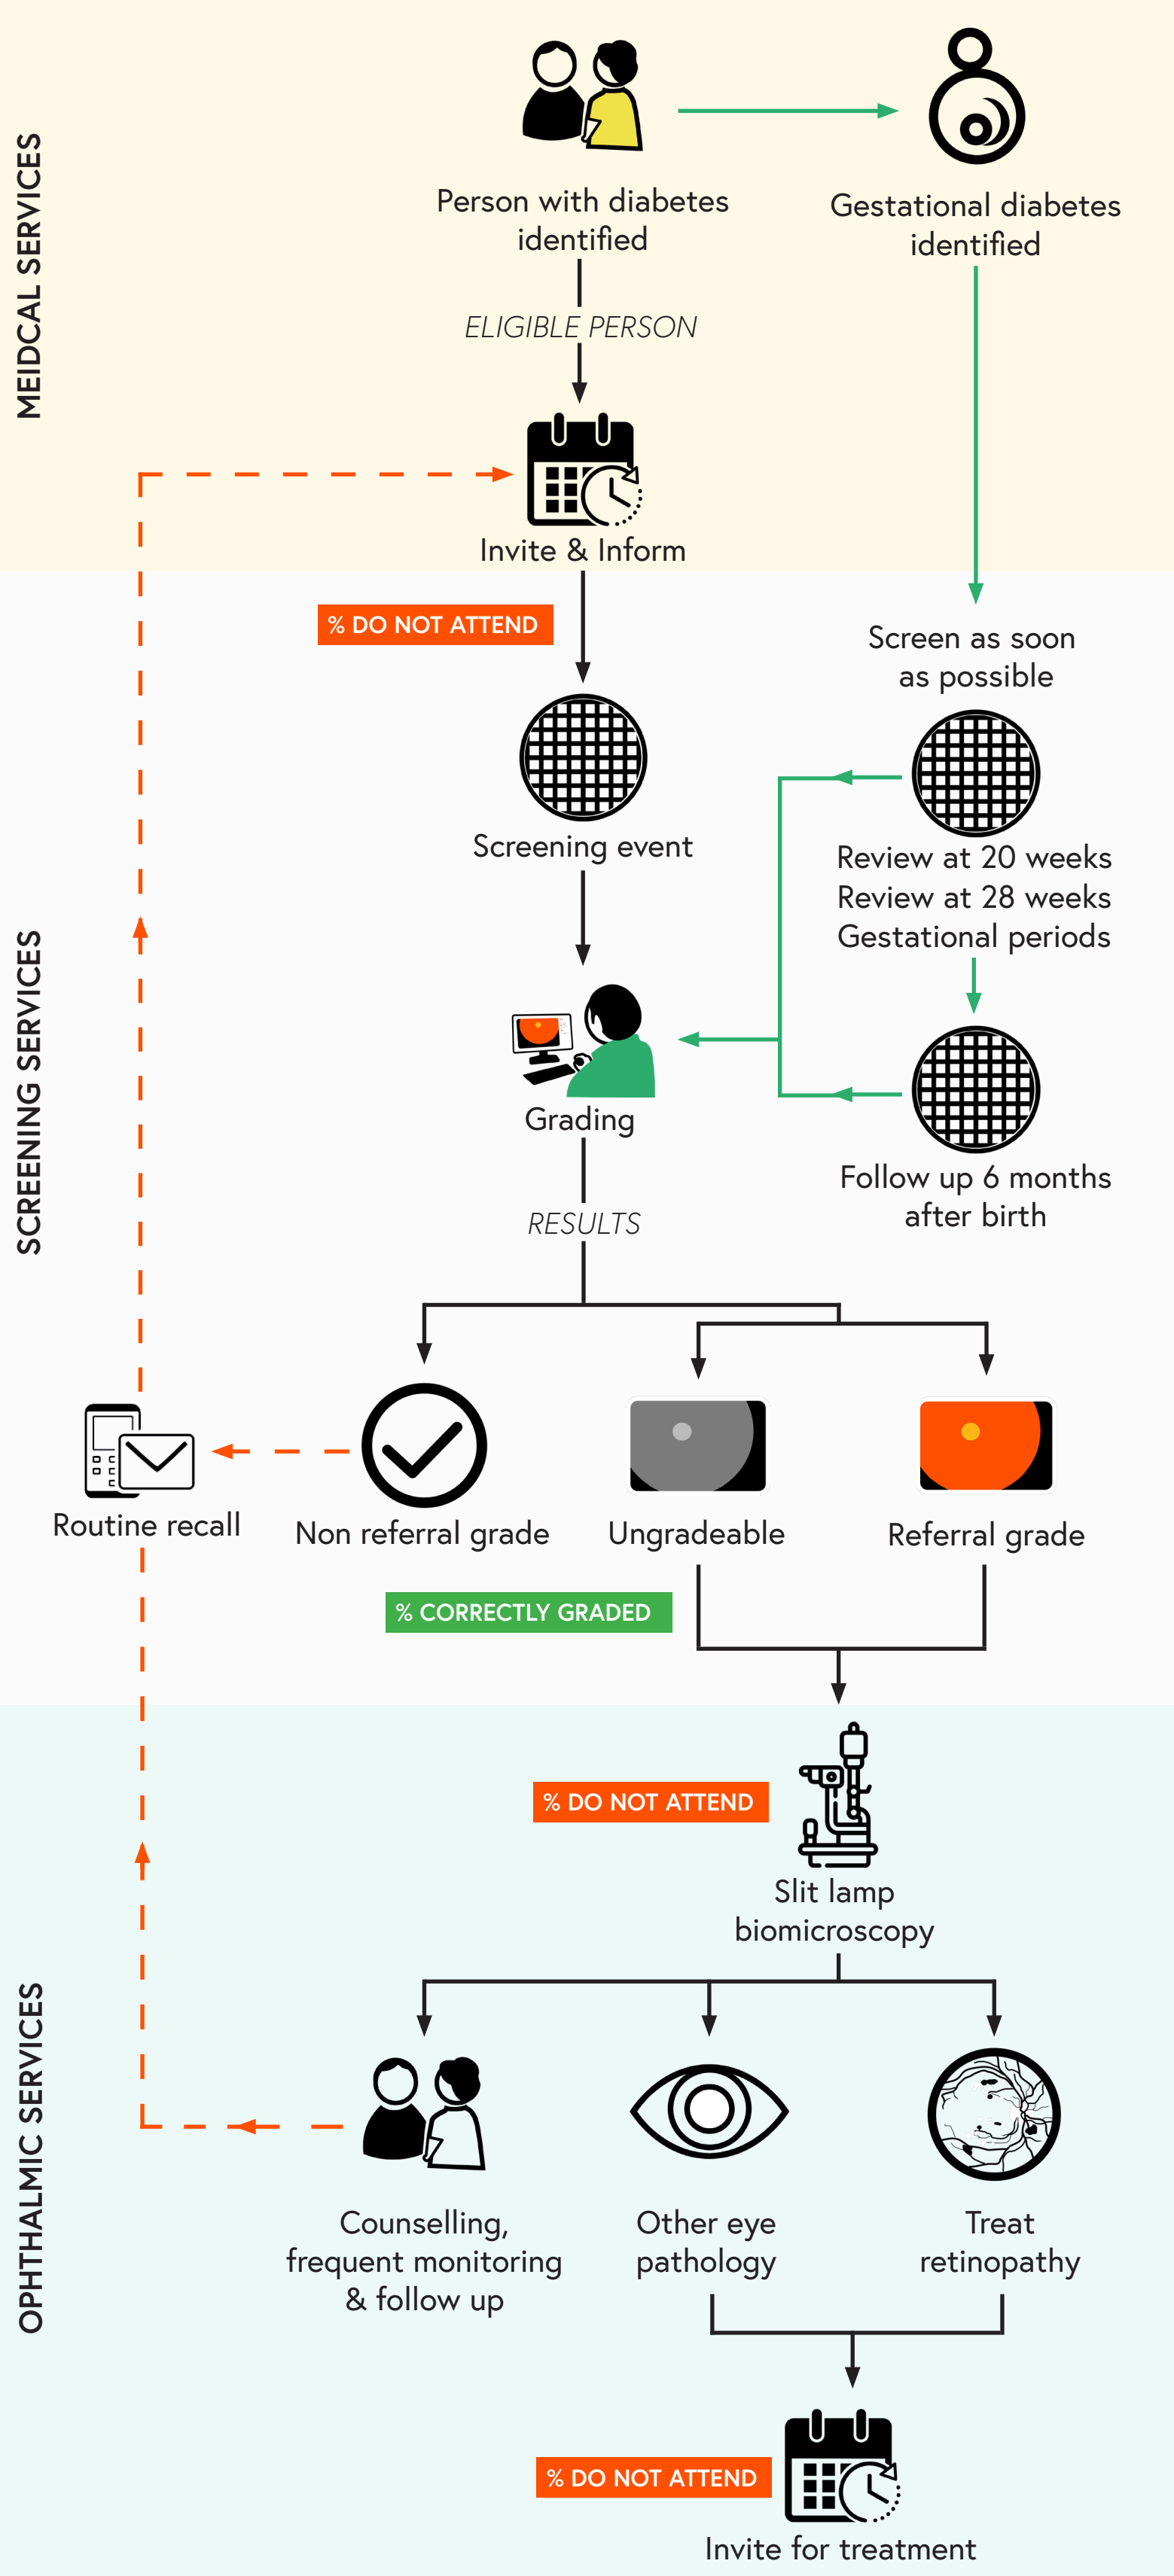 MEIDCAL SERVICES
Person with diabetes
identified
Gestational diabetes
identified
ELIGIBLE PERSON
Invite & Inform
SCREENING SERVICES
% DO NOT ATTEND
Screen as soon
as possible
Screening event
Review at 20 weeks
Review at 28 weeks
Gestational periods
Grading
Follow up 6 months
after birth
RESULTS
Routine recall
Non referral grade
Ungradeable
Referral grade
% CORRECTLY GRADED
OPHTHALMIC SERVICES
% DO NOT ATTEND
Slit lamp
biomicroscopy
Counselling,
frequent monitoring
& follow up
Other eye
pathology
Treat
retinopathy
% DO NOT ATTEND
Invite for treatment